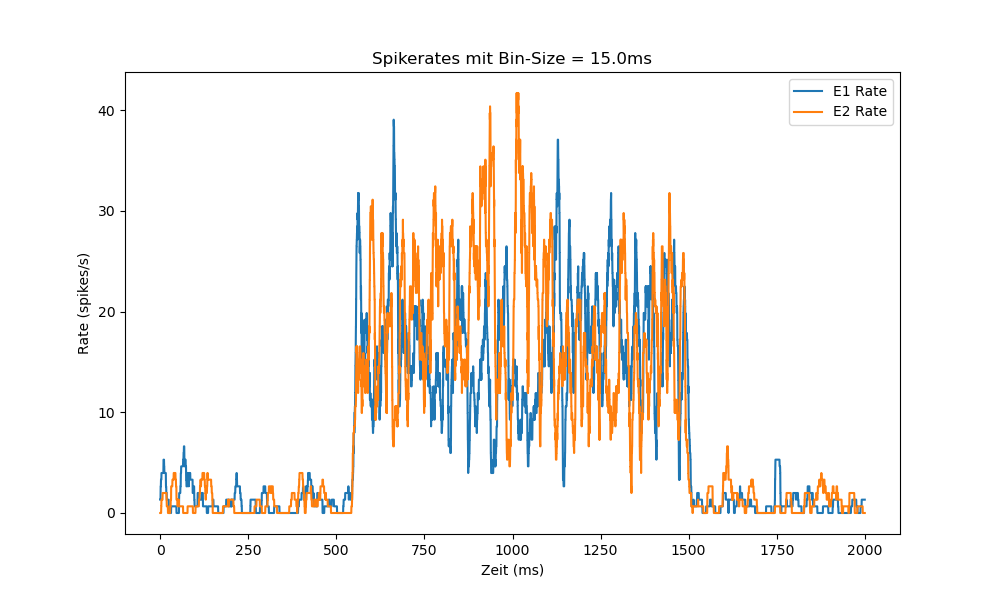 Spikerates mit Bin-Size = 15.0ms
E1 Rate
E2 Rate
40
30
20
10
0
Rate (spikes/s)
0 250 500 750 1000 1250 1500 1750 2000
Zeit (ms)